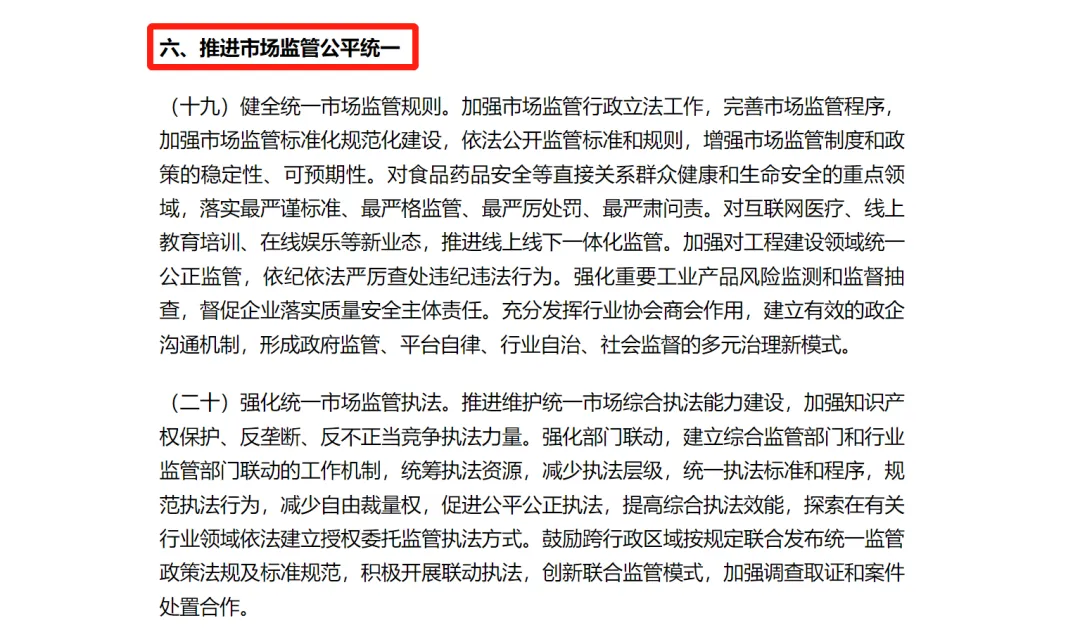 六、推进市场监管公平统一
（十九）健全统一市场监管规则。加强市场监管行政立法工作，完善市场监管程序，
加强市场监管标准化规范化建设，依法公开监管标准和规则，增强市场监管制度和政
策的稳定性、可预期性。对食品药品安全等直接关系群众健康和生命安全的重点领
域，落实最严谨标准、最严格监管、最严厉处罚、最严肃问责。对互联网医疗、线上
教育培训、在线娱乐等新业态，推进线上线下一体化监管。加强对工程建设领域统一
公正监管，依纪依法严厉查处违纪违法行为。强化重要工业产品风险监测和监督抽
查，督促企业落实质量安全主体责任。充分发挥行业协会商会作用，建立有效的政企
沟通机制，形成政府监管、平台自律、行业自治、社会监督的多元治理新模式。
（二十）强化统一市场监管执法。推进维护统一市场综合执法能力建设，加强知识产
权保护、反垄断、反不正当竞争执法力量。强化部门联动，建立综合监管部门和行业
监管部门联动的工作机制，统筹执法资源，减少执法层级，统一执法标准和程序，规
范执法行为，减少自由裁量权，促进公平公正执法，提高综合执法效能，探索在有关
行业领域依法建立授权委托监管执法方式。鼓励跨行政区域按规定联合发布统一监管
政策法规及标准规范，积极开展联动执法，创新联合监管模式，加强调查取证和案件
处置合作。